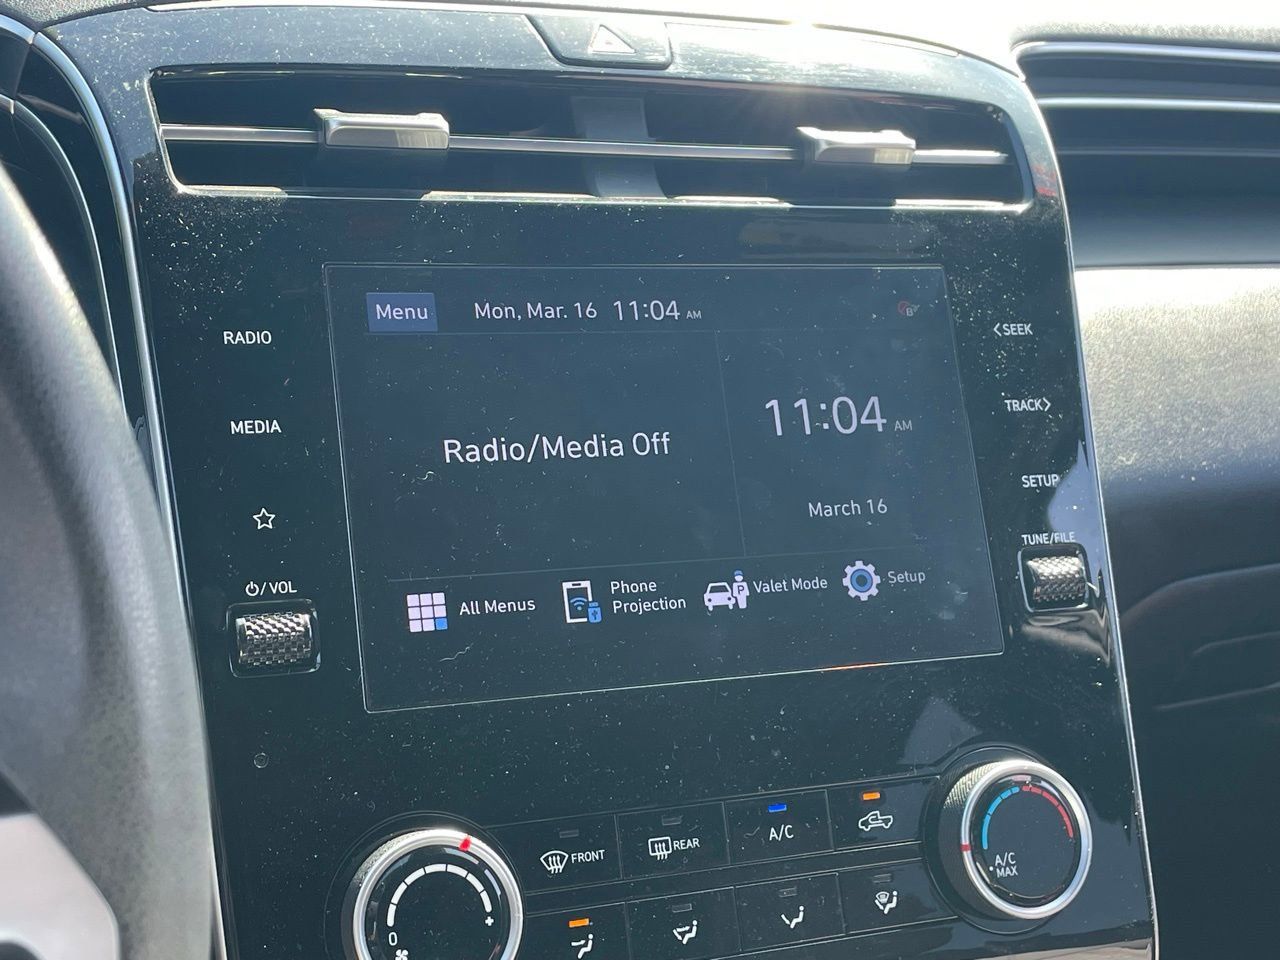 Menu
Mon, Mar. 16 11:04 AM
RADIO
<SEEK
MEDIA
TRACK>
Radio/Media Off
11:04 AM
March 16
SETUP
TUNE/FILE
/VOL
All Menus
Phone
Projection
Valet Mode
Setup
FRONT
REAR
A/C
A/C
MAX
0
+